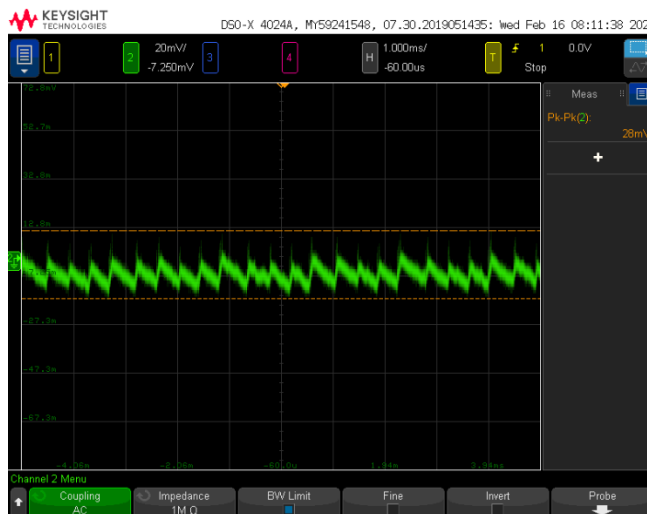 KEYSIGHT
TECHNOLOGIES
DSO-X 4024A, MY59241548, 07.30.2019051435: Wed Feb 16 08:11:38 202
1
2
20mV/
-7.250mV
3
4
H
1.000ms/
-60.00us
T
1
0.0V
Stop
Meas
Pk-Pk(2):
28mV
72.8mV
52.7m
32.8m
12.8m
-27.3m
-47.3m
-67.3m
-4.06m
-2.06m
-60.0u
1.94m
3.94m
Channel 2 Menu
Coupling
AC
Impedance
1M Ω
BW Limit
Fine
Invert
Probe